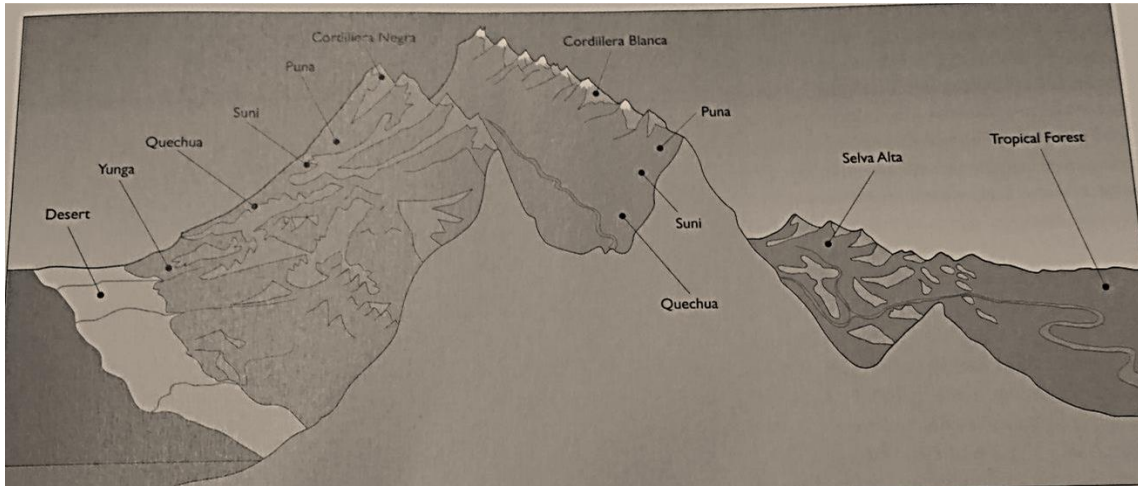 Cordillera Negra
Cordillera Blanca
Puna
Suni
Quechua
Yunga
Desert
Puna
Suni
Quechua
Selva Alta
Tropical Forest